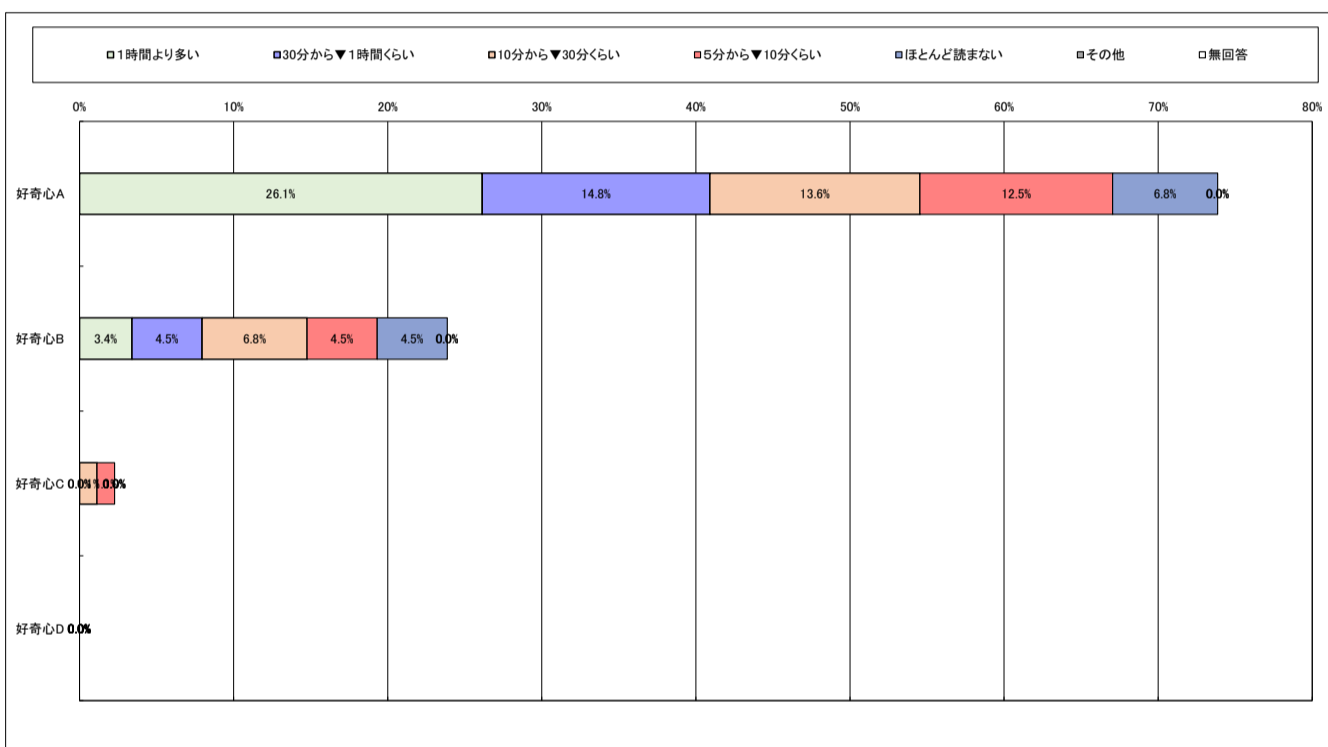 1時間より多い 30分から▼1時間くらい 10分から▼30分くらい 5分から▼10分くらい ほとんど読まない その他 無回答
0% 10% 20% 30% 40% 50% 60% 70% 80%
好奇心A 26.1% 14.8% 13.6% 12.5% 6.8% 0.0%
好奇心B 3.4% 4.5% 6.8% 4.5% 4.5% 0.0%
好奇心C 0.0% 0.0%
好奇心D 0.0%